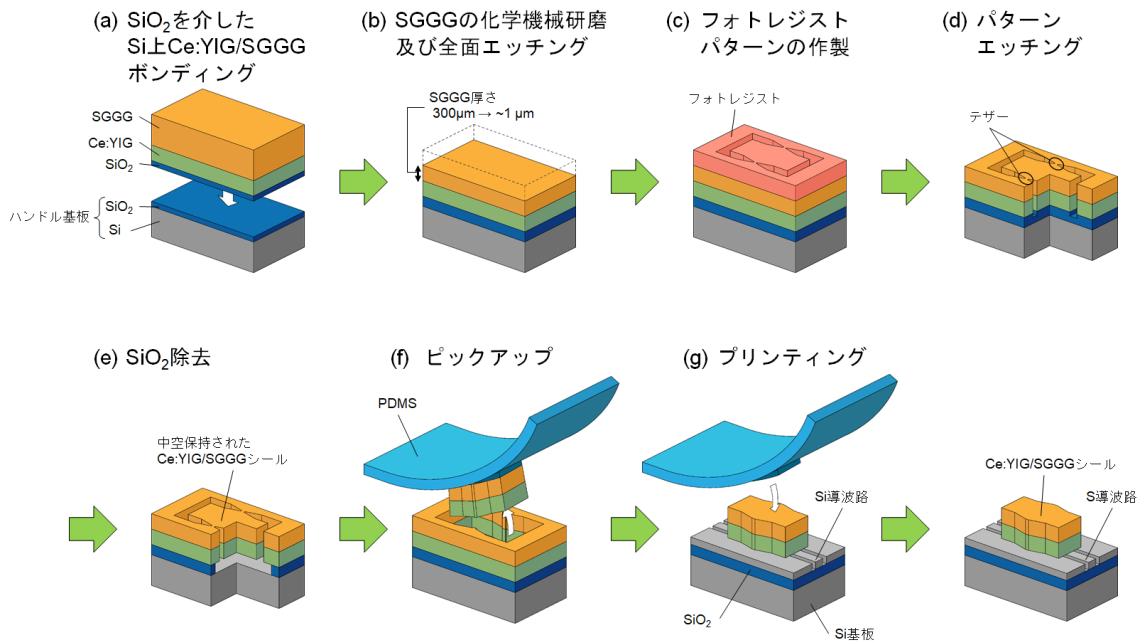 (a) SiO₂を介した
Si上Ce:YIG/SGGG
ボンディング
SGGG
Ce:YIG
SiO₂
ハンドル基板
SiO₂
Si
(b) SGGGの化学機械研磨
及び全面エッチング
SGGG厚さ
300μm → ~1 μm
(c) フォトレジスト
パターンの作製
フォトレジスト
(d) パターン
エッチング
テザー
(e) SiO₂除去
中空保持された
Ce:YIG/SGGGシール
(f) ピックアップ
PDMS
(g) プリンティング
Si導波路
SiO₂
Si基板
Ce:YIG/SGGGシール
S導波路